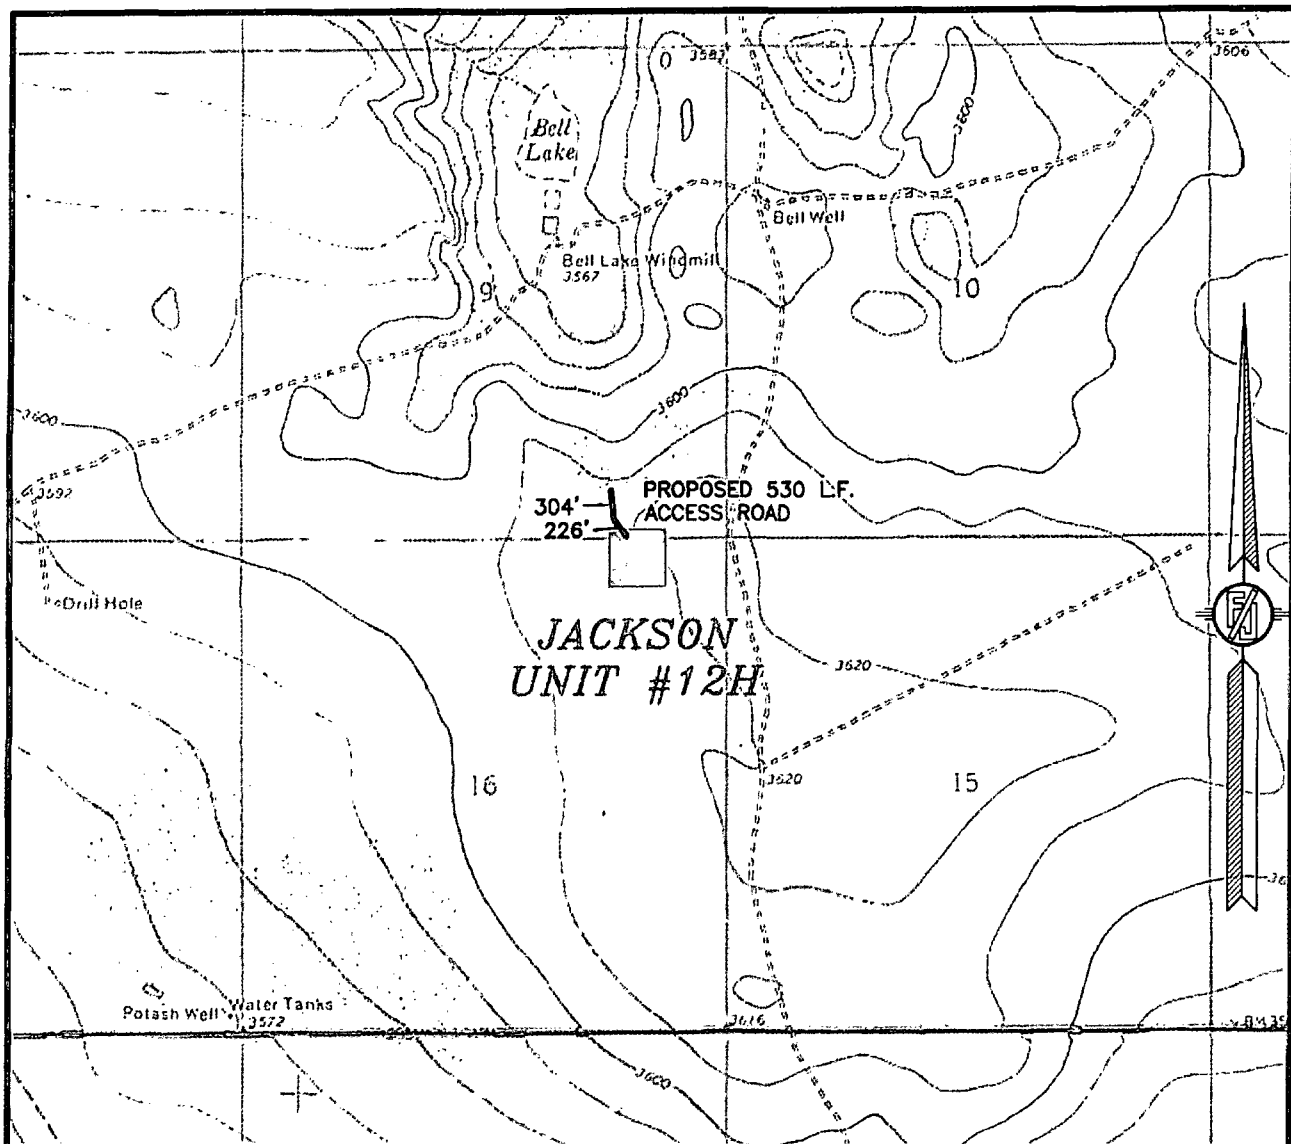 0
3583
3606
Bell
Lake
3600
Bell Well
Bell Lake Windmill
3567
9
10
3600
3600
3592
304'
226'
PROPOSED 530 L.F.
ACCESS ROAD
Drill Hole
JACKSON
UNIT #12H
3620
3620
16
15
Potash Well
Water Tanks
3572
3616
3600